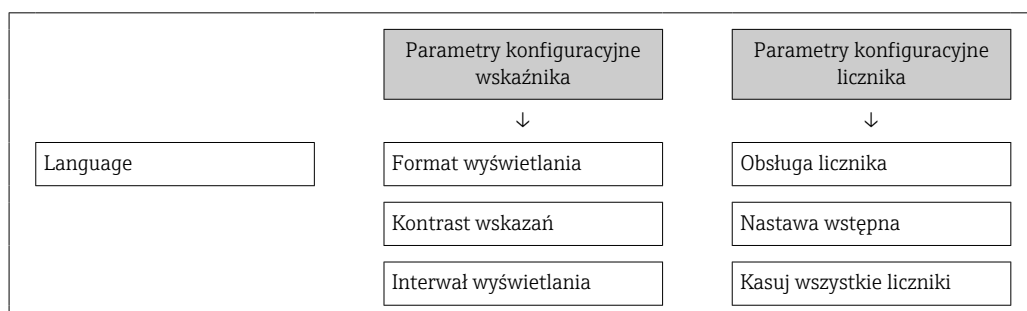 Parametry konfiguracyjne
wskaźnika
Parametry konfiguracyjne
licznika
↓
↓
Language
Format wyświetlania
Obsługa licznika
Kontrast wskazań
Nastawa wstępna
Interwał wyświetlania
Kasuj wszystkie liczniki